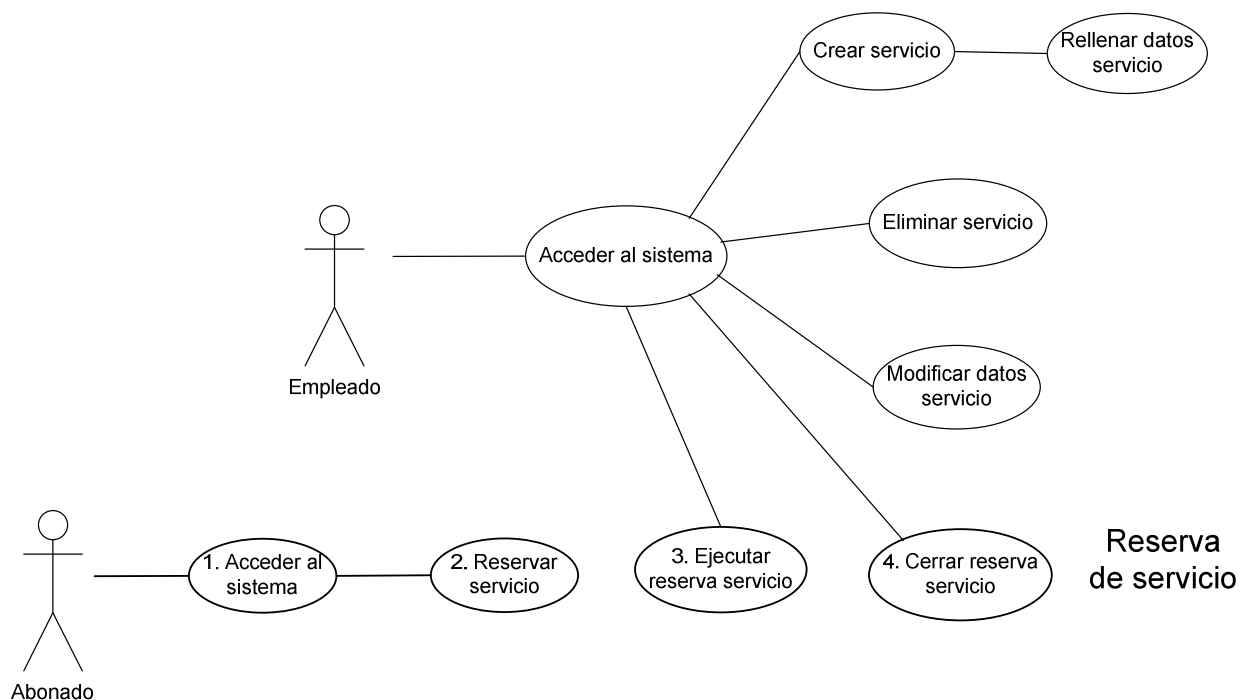 Crear servicio
Rellenar datos
servicio
Eliminar servicio
Acceder al sistema
Modificar datos
servicio
Empleado
1. Acceder al
sistema
2. Reservar
servicio
3. Ejecutar
reserva servicio
4. Cerrar reserva
servicio
Reserva
de servicio
Abonado